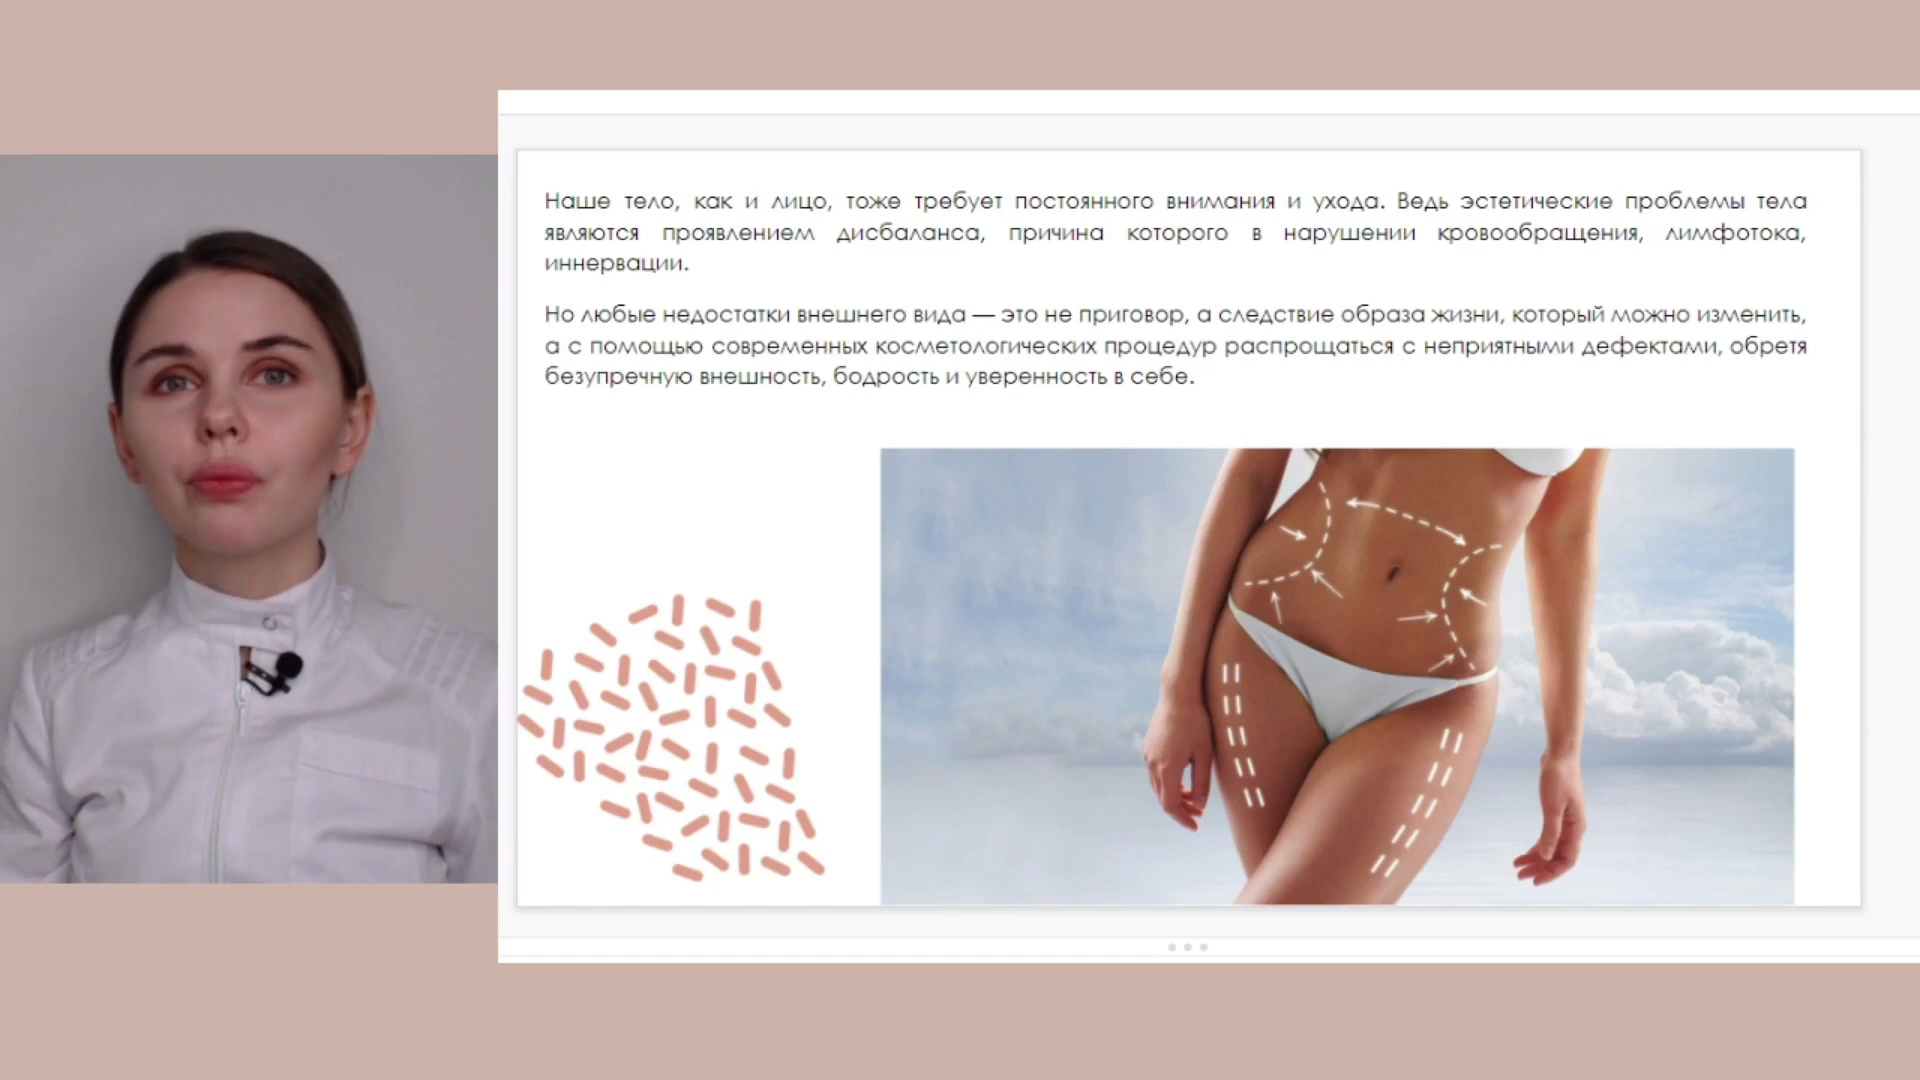 Наше тело, как и лицо, тоже требует постоянного внимания и ухода. Ведь эстетические проблемы тела
являются проявлением дисбаланса, причина которого в нарушении кровообращения, лимфотока,
иннервации.
Но любые недостатки внешнего вида — это не приговор, а следствие образа жизни, который можно изменить,
а с помощью современных косметологических процедур распрощаться с неприятными дефектами, обретя
безупречную внешность, бодрость и уверенность в себе.